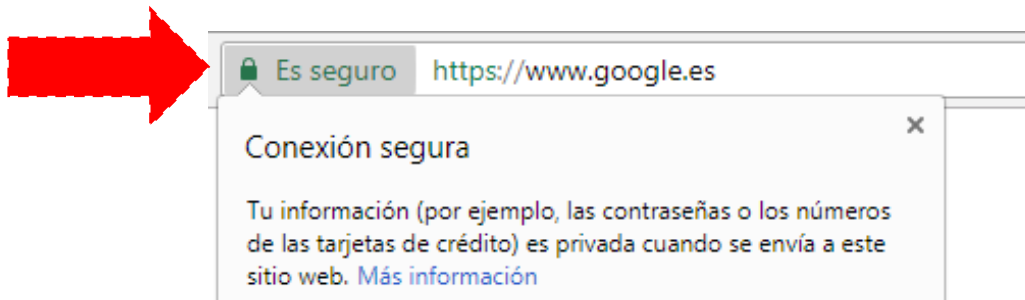 Es seguro https://www.google.es
Conexión segura
Tu información (por ejemplo, las contraseñas o los números
de las tarjetas de crédito) es privada cuando se envía a este
sitio web. Más información